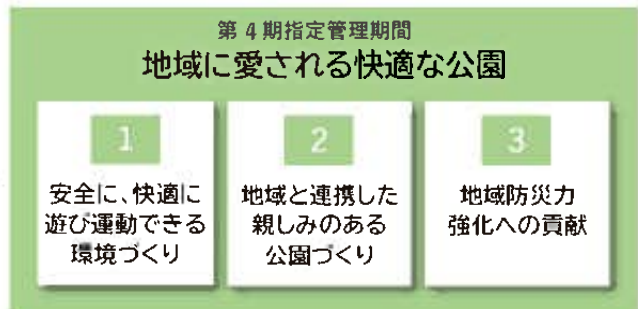 第4期指定管理期間
地域に愛される快適な公園
1
安全に、快適に
遊び運動できる
環境づくり
2
地域と連携した
親しみのある
公園づくり
3
地域防災力
強化への貢献